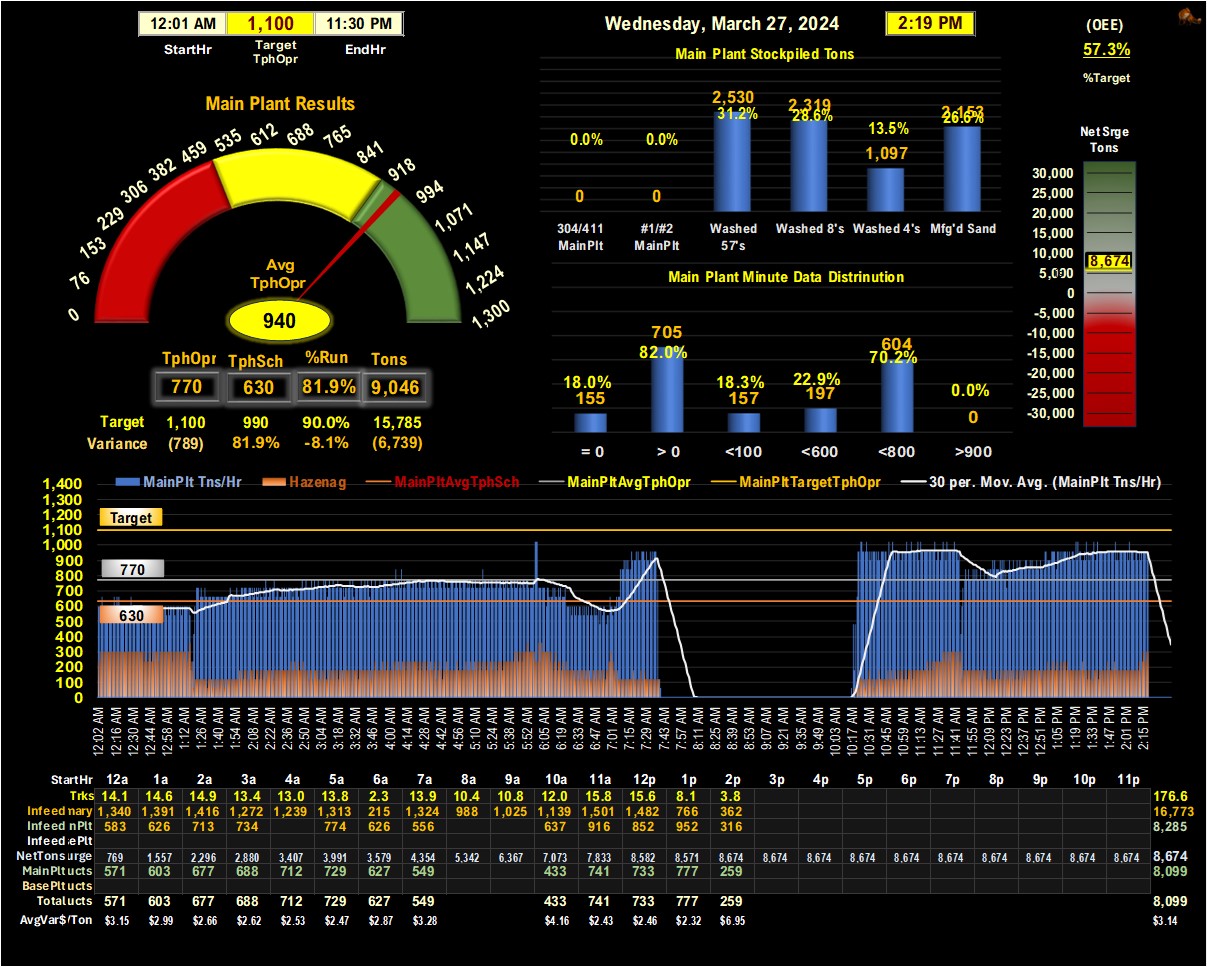 12:01 AM 1,100 11:30 PM
StartHr Target TphOpr EndHr
Wednesday, March 27, 2024 2:19 PM
(OEE)
57.3%
%Target
Main Plant Results
0 76 153 229 306 382 459 535 612 688 765 841 918 994 1,071 1,147 1,224 1,300
Avg
TphOpr
940
TphOpr TphSch %Run Tons
770 630 81.9% 9,046
Target 1,100 990 90.0% 15,785
Variance (789) 81.9% -8.1% (6,739)
Main Plant Stockpiled Tons
2,530 2,319 2,153
31.2% 28.6% 26.6%
0.0% 0.0% 13.5%
1,097
0 0
304/411 #1/#2 Washed Washed 8's Washed 4's Mfg'd Sand
MainPlt MainPlt 57's
Main Plant Minute Data Distrinution
705 604
82.0% 70.2%
18.0% 18.3% 22.9% 0.0%
155 157 197 0
= 0 > 0 <100 <600 <800 >900
NetSrge
Tons
30,000
25,000
20,000
15,000
10,000
8,674
5,000
0
-5,000
-10,000
-15,000
-20,000
-25,000
-30,000
MainPlt Tns/Hr Hazenag MainPltAvgTphSch MainPltAvgTphOpr MainPltTargetTphOpr 30 per. Mov. Avg. (MainPlt Tns/Hr)
1,400
1,300
1,200
1,100
1,000
900
800
700
600
500
400
300
200
100
0
Target
770
630
12:02 AM 12:16 AM 12:30 AM 12:44 AM 12:58 AM 1:12 AM 1:26 AM 1:40 AM 1:54 AM 2:08 AM 2:22 AM 2:36 AM 2:50 AM 3:04 AM 3:18 AM 3:32 AM 3:46 AM 4:00 AM 4:14 AM 4:28 AM 4:42 AM 4:56 AM 5:10 AM 5:24 AM 5:38 AM 5:52 AM 6:05 AM 6:19 AM 6:33 AM 6:47 AM 7:01 AM 7:15 AM 7:29 AM 7:43 AM 7:57 AM 8:11 AM 8:25 AM 8:39 AM 8:53 AM 9:07 AM 9:21 AM 9:35 AM 9:49 AM 10:03 AM 10:17 AM 10:31 AM 10:45 AM 10:59 AM 11:13 AM 11:27 AM 11:41 AM 11:55 AM 12:09 PM 12:23 PM 12:37 PM 12:51 PM 1:05 PM 1:19 PM 1:33 PM 1:47 PM 2:01 PM 2:15 PM
StartHr 12a 1a 2a 3a 4a 5a 6a 7a 8a 9a 10a 11a 12p 1p 2p 3p 4p 5p 6p 7p 8p 9p 10p 11p
Trks 14.1 14.6 14.9 13.4 13.0 13.8 2.3 13.9 10.4 10.8 12.0 15.8 15.6 8.1 3.8 176.6
Infeed nary 1,340 1,391 1,416 1,272 1,239 1,313 215 1,324 988 1,025 1,139 1,501 1,482 766 362 16,773
Infeed nPlt 583 626 713 734 774 626 556 637 916 852 952 316 8,285
Infeed ePlt
NetTonsurge 769 1,557 2,296 2,880 3,407 3,991 3,579 4,354 5,342 6,367 7,073 7,833 8,582 8,571 8,674 8,674 8,674 8,674 8,674 8,674 8,674 8,674 8,674 8,674 8,674
MainPlt ucts 571 603 677 688 712 729 627 549 433 741 733 777 259 8,099
BasePlt ucts
Total ucts 571 603 677 688 712 729 627 549 433 741 733 777 259 8,099
AvgVar$/Ton $3.15 $2.99 $2.66 $2.62 $2.53 $2.47 $2.87 $3.28 $4.16 $2.43 $2.46 $2.32 $6.95 $3.14